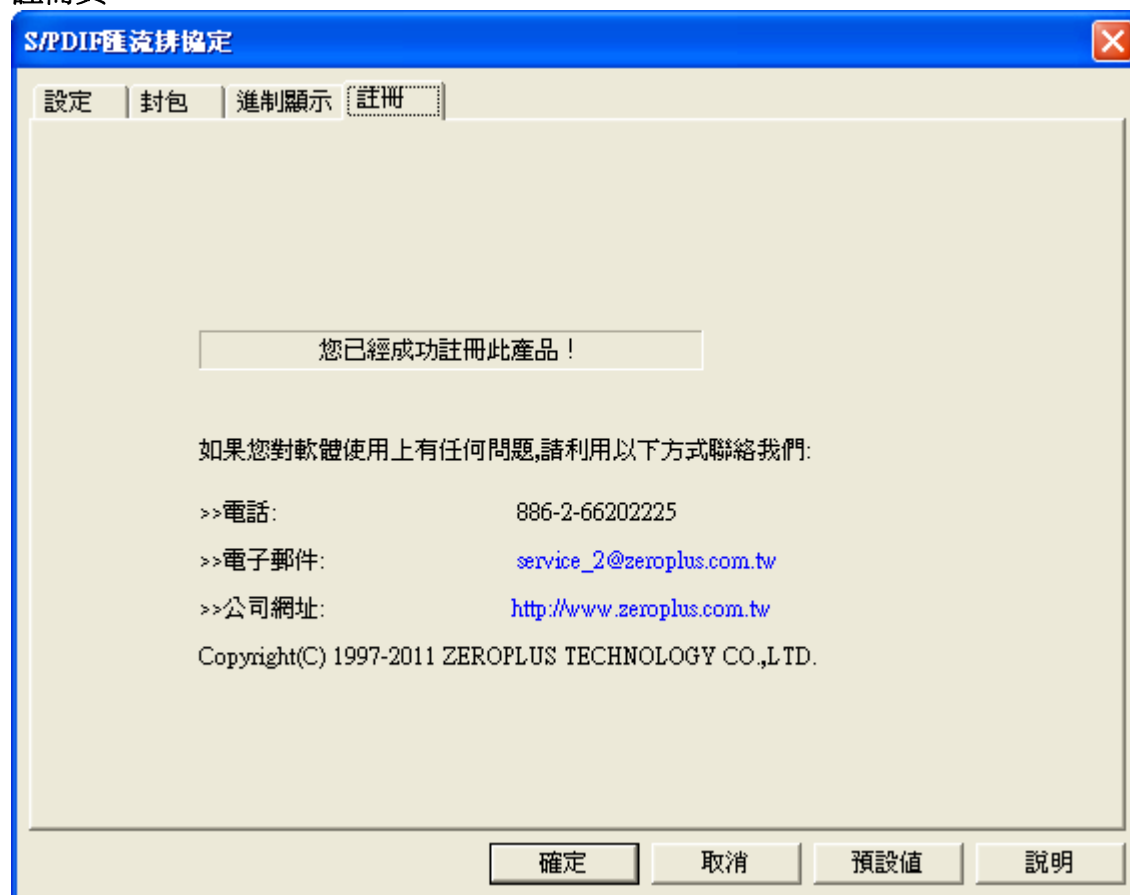 S/PDIF匯流排協定
設定 封包 進制顯示 註冊
您已經成功註冊此產品！
如果您對軟體使用上有任何問題,請利用以下方式聯絡我們:
>>電話: 886-2-66202225
>>電子郵件: service_2@zeroplus.com.tw
>>公司網址: http://www.zeroplus.com.tw
Copyright(C) 1997-2011 ZEROPLUS TECHNOLOGY CO.,LTD.
確定 取消 預設值 說明